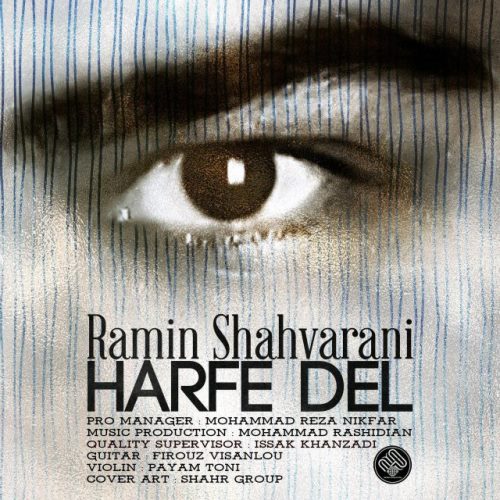 Ramin Shahvarani
HARFE DEL
PRO MANAGER : MOHAMMAD REZA NIKFAR
MUSIC PRODUCTION : MOHAMMAD RASHIDIAN
QUALITY SUPERVISOR : ISSAK KHANZADI
GUITAR : FIROUZ VISANLOU
VIOLIN : PAYAM TONI
COVER ART : SHAHR GROUP